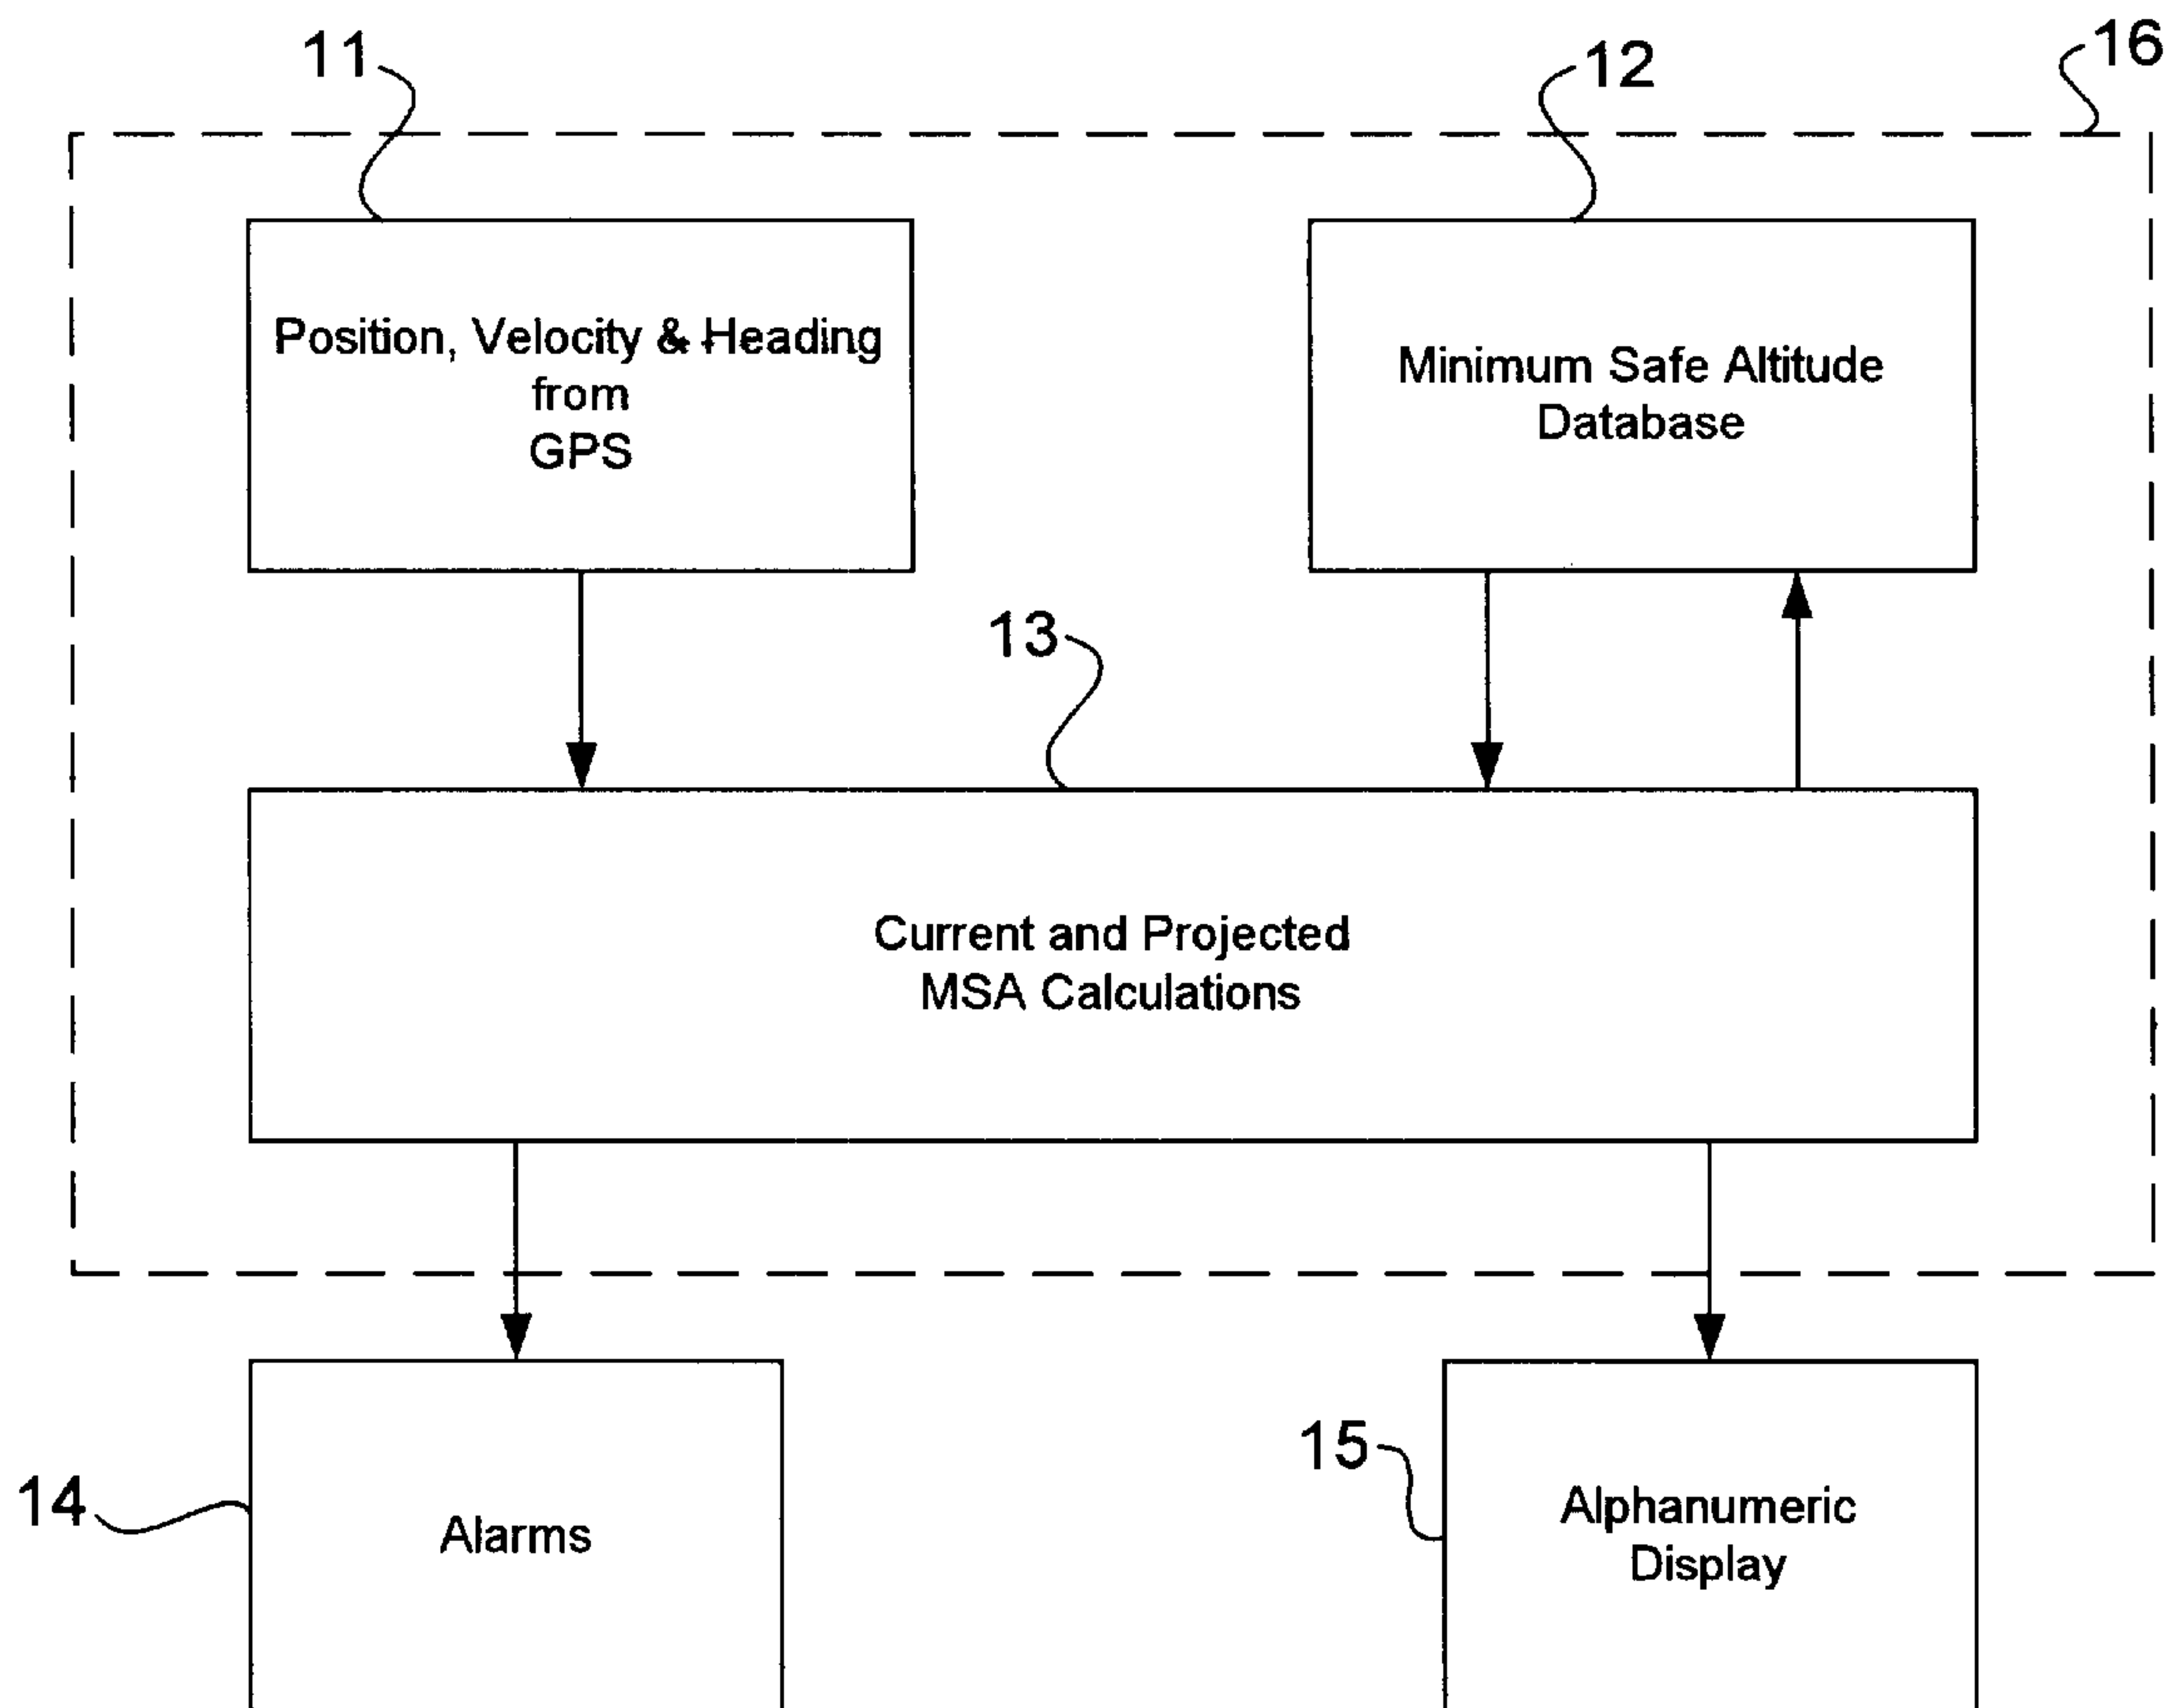 11
12
16
Position, Velocity & Heading
from
GPS
Minimum Safe Altitude
Database
13
Current and Projected
MSA Calculations
14
Alarms
15
Alphanumeric
Display